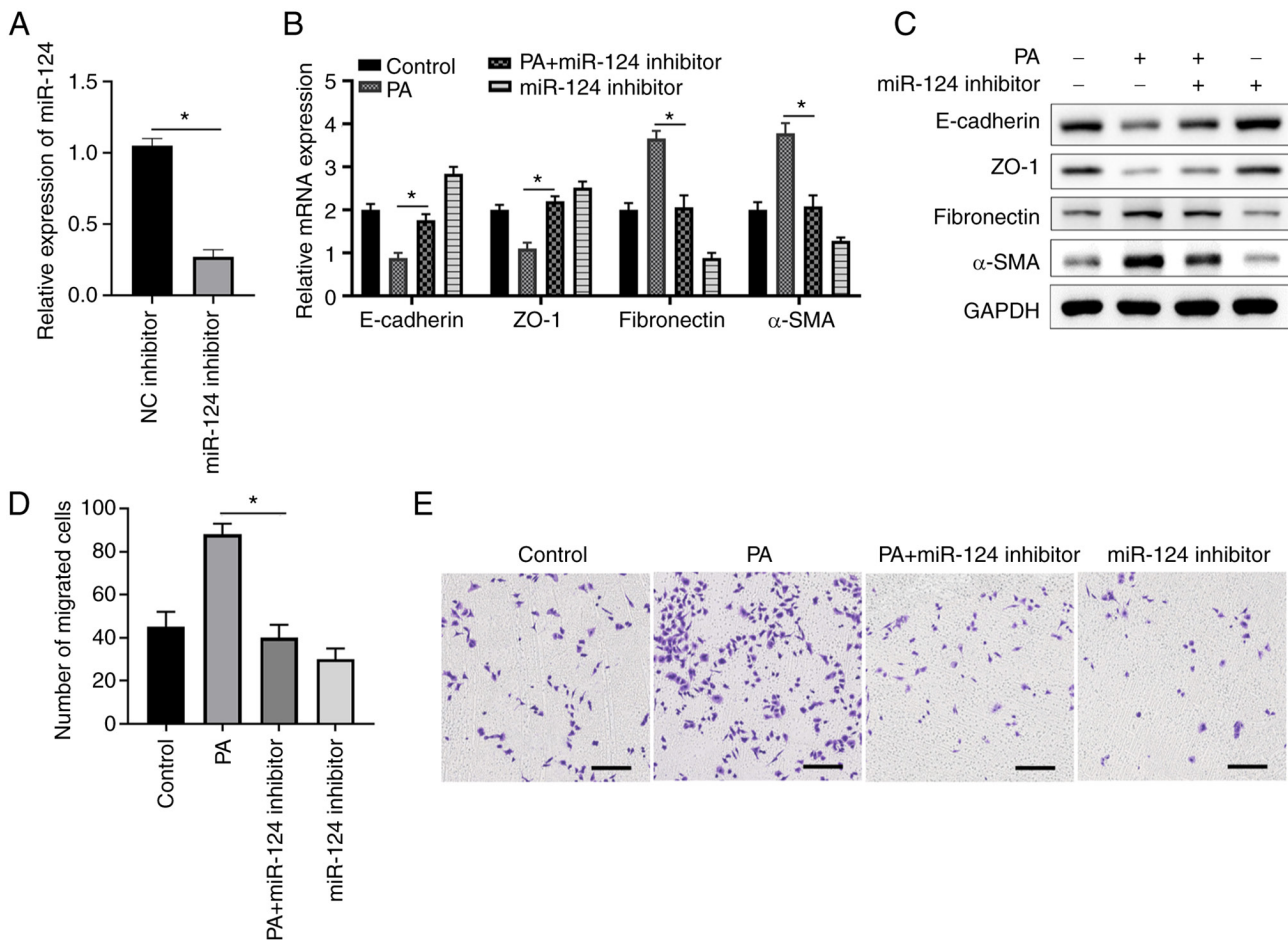 A
Relative expression of miR-124
1.5
1.0
0.5
0.0
*
NC inhibitor
miR-124 inhibitor
B
Control
PA
PA+miR-124 inhibitor
miR-124 inhibitor
Relative mRNA expression
5
4
3
2
1
0
*
*
*
*
E-cadherin
ZO-1
Fibronectin
α-SMA
C
PA – + + –
miR-124 inhibitor – – + +
E-cadherin
ZO-1
Fibronectin
α-SMA
GAPDH
D
Number of migrated cells
100
80
60
40
20
0
*
Control
PA
PA+miR-124 inhibitor
miR-124 inhibitor
E
Control
PA
PA+miR-124 inhibitor
miR-124 inhibitor